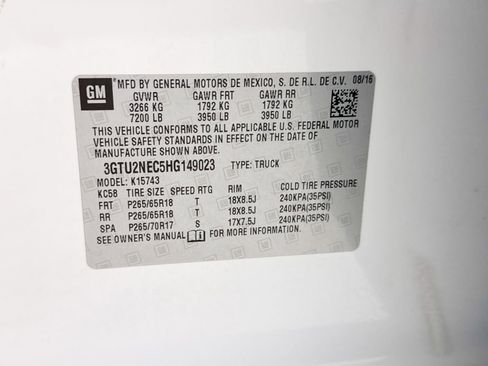 GM MFD BY GENERAL MOTORS DE MEXICO, S. DE R.L. DE C.V. 08/16
GVWR GAWR FRT GAWR RR
3266 KG 1792 KG 1792 KG
7200 LB 3950 LB 3950 LB
THIS VEHICLE CONFORMS TO ALL APPLICABLE U.S. FEDERAL MOTOR
VEHICLE SAFETY STANDARDS IN EFFECT ON THE DATE OF
MANUFACTURE SHOWN ABOVE.
3GTU2NEC5HG149023 TYPE: TRUCK
MODEL: K15743
KC58 TIRE SIZE SPEED RTG RIM COLD TIRE PRESSURE
FRT P265/65R18 T 18X8.5J 240KPA(35PSI)
RR P265/65R18 T 18X8.5J 240KPA(35PSI)
SPA P265/70R17 S 17X7.5J 240KPA(35PSI)
SEE OWNER'S MANUAL FOR MORE INFORMATION.